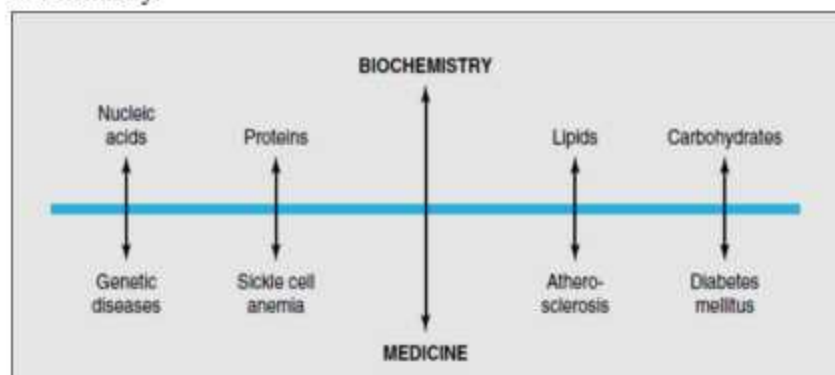 BIOCHEMISTRY
Nucleic
acids
Proteins
Lipids
Carbohydrates
Genetic
diseases
Sickle cell
anemia
Athero-
sclerosis
Diabetes
mellitus
MEDICINE